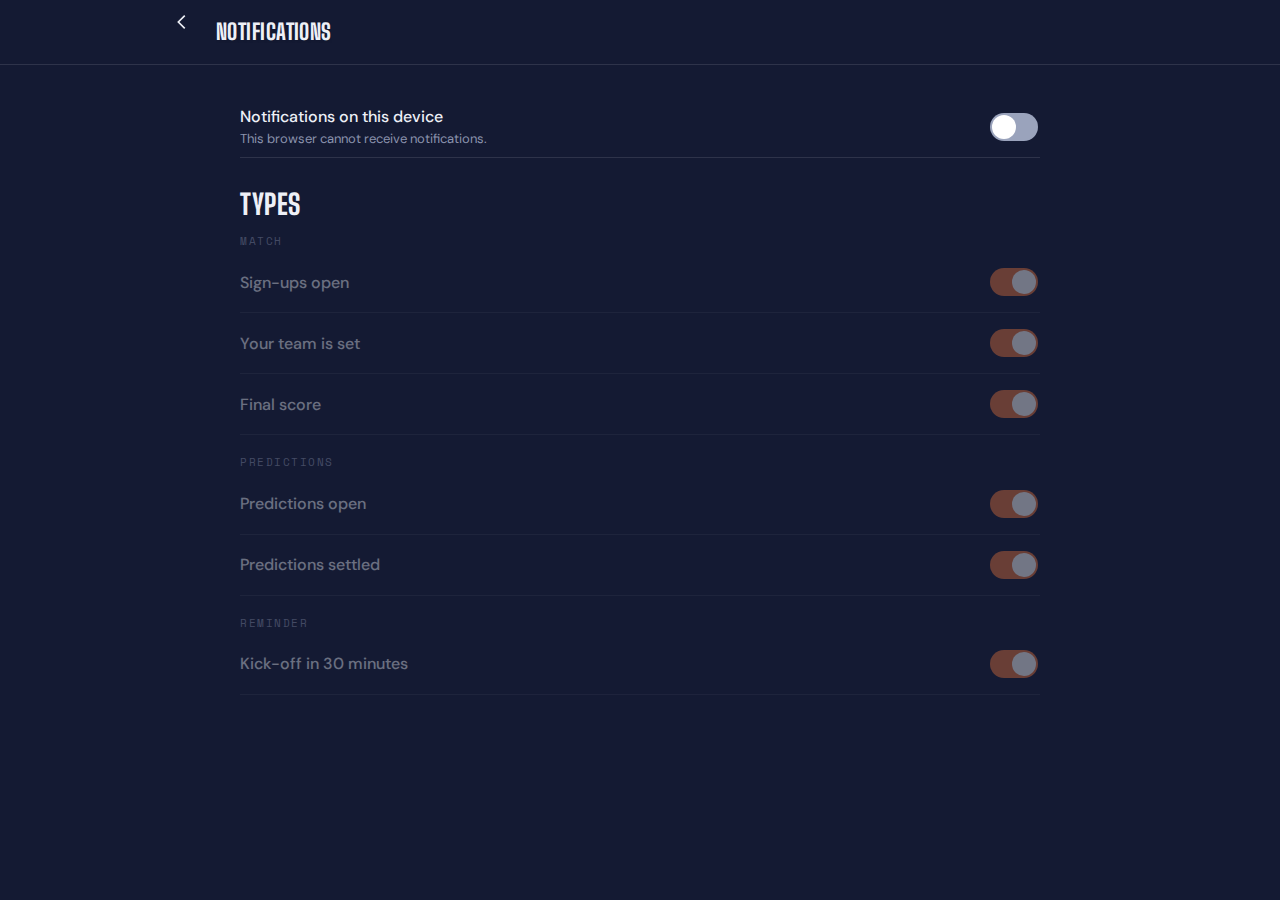 NOTIFICATIONS
Notifications on this device
This browser cannot receive notifications.
TYPES
MATCH
Sign-ups open
Your team is set
Final score
PREDICTIONS
Predictions open
Predictions settled
REMINDER
Kick-off in 30 minutes